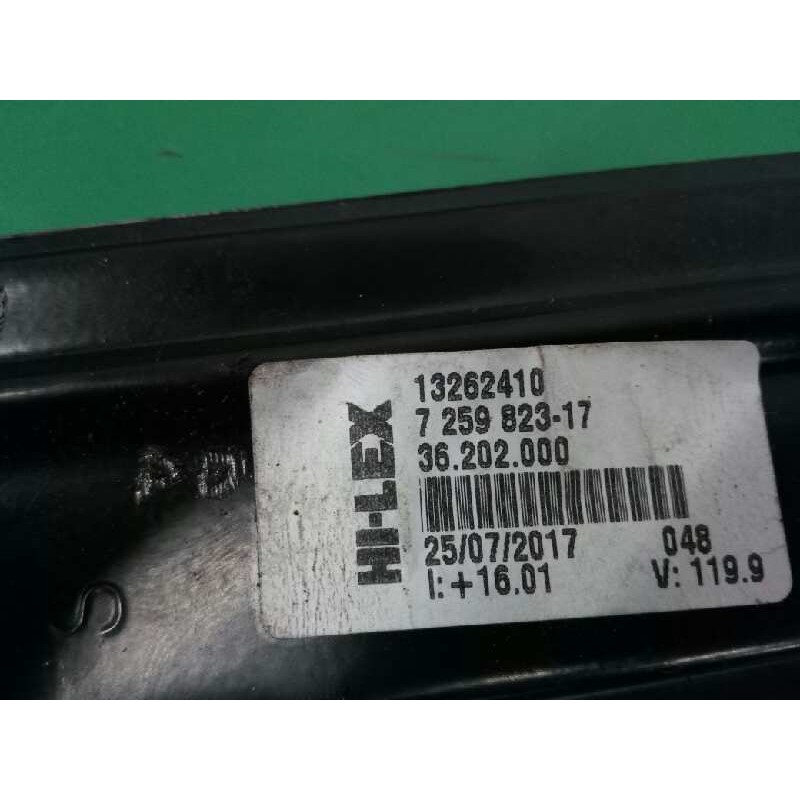 HI-LEX
13262410
7 259 823-17
36.202.000
25/07/2017 048
I: +16.01 V: 119.9
S